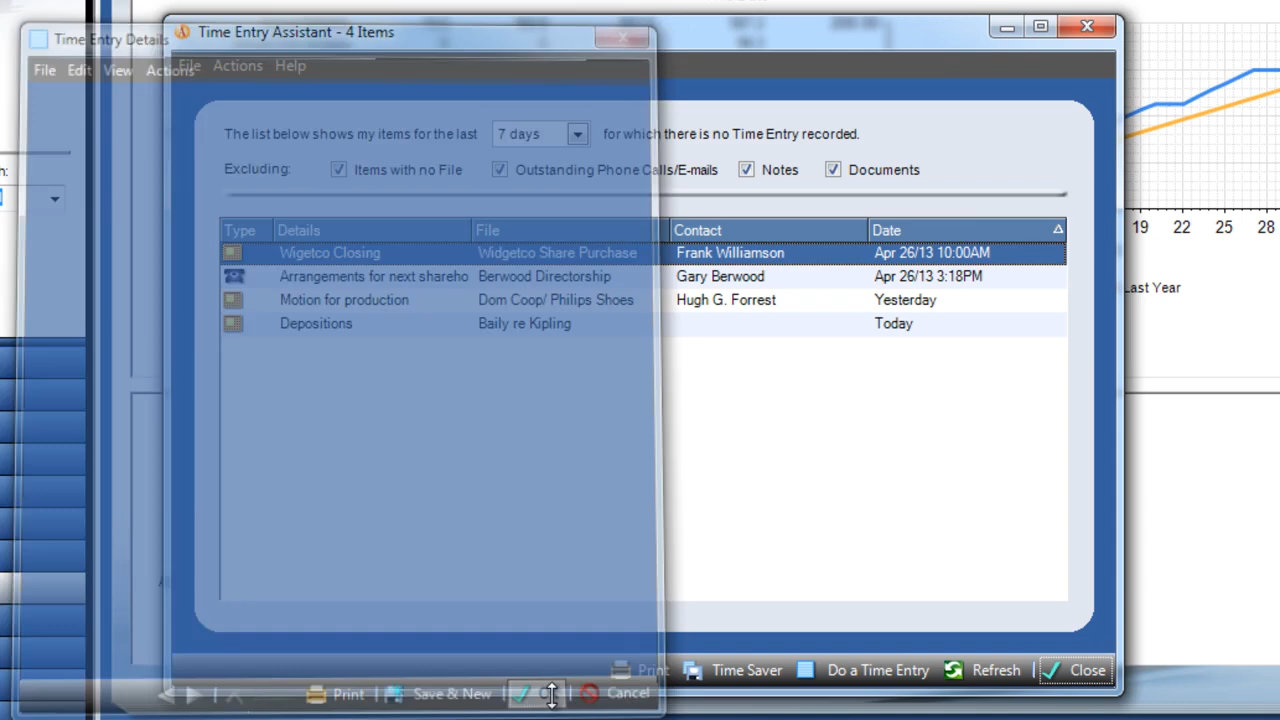 Time Entry Details
Time Entry Assistant - 4 Items
File Edit View Actions
File Actions Help
The list below shows my items for the last 7 days for which there is no Time Entry recorded.
Excluding: Items with no File Outstanding Phone Calls/E-mails Notes Documents
Type Details File Contact Date
Wigetco Closing Widgetco Share Purchase Frank Williamson Apr 26/13 10:00AM
Arrangements for next shareho Berwood Directorship Gary Berwood Apr 26/13 3:18PM
Motion for production Dom Coop/ Philips Shoes Hugh G. Forrest Yesterday
Depositions Baily re Kipling Today
19 22 25 28
Last Year
Print Time Saver Do a Time Entry Refresh Close
Print Save & New Cancel